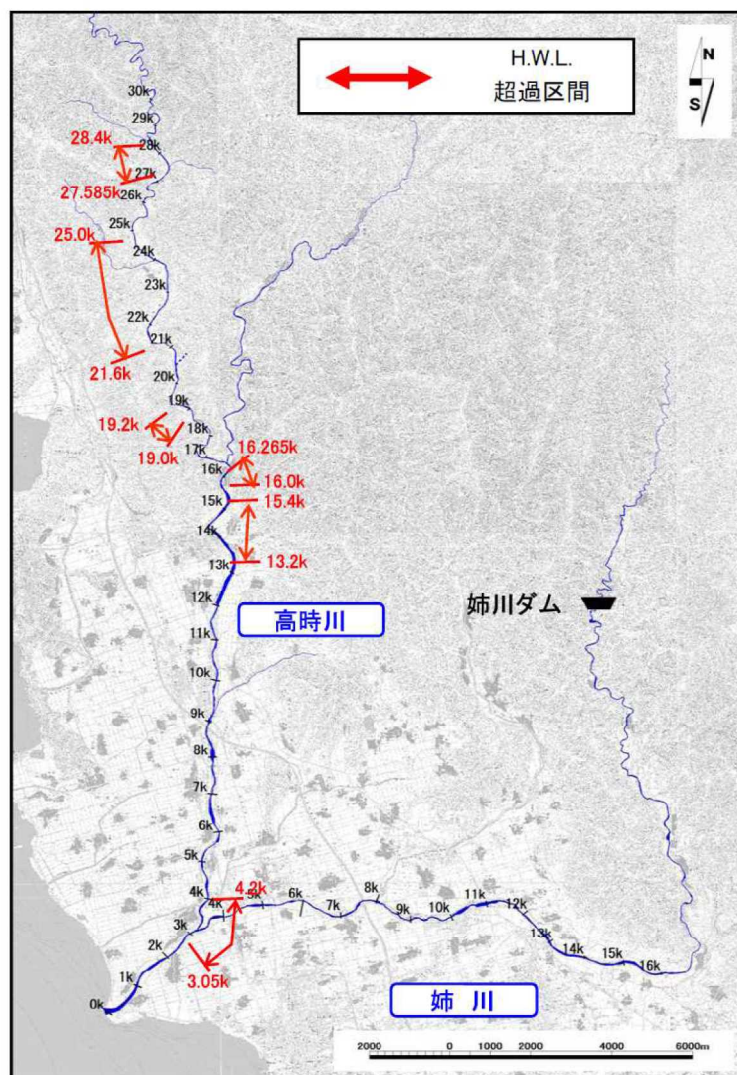 H.W.L.
超過区間
N
S
30k
29k
28.4k
28k
27k
27.585k
26k
25k
25.0k
24k
23k
22k
21k
21.6k
20k
19k
19.2k
18k
19.0k
17k
16.265k
16k
16.0k
15k
15.4k
14k
13k
13.2k
12k
姉川ダム
高時川
11k
10k
9k
8k
7k
6k
5k
4k
4.2k
4k
5k
6k
7k
8k
9k
10k
11k
12k
13k
14k
15k
16k
3k
2k
3.05k
1k
0k
姉 川
2000
0
2000
4000
6000m